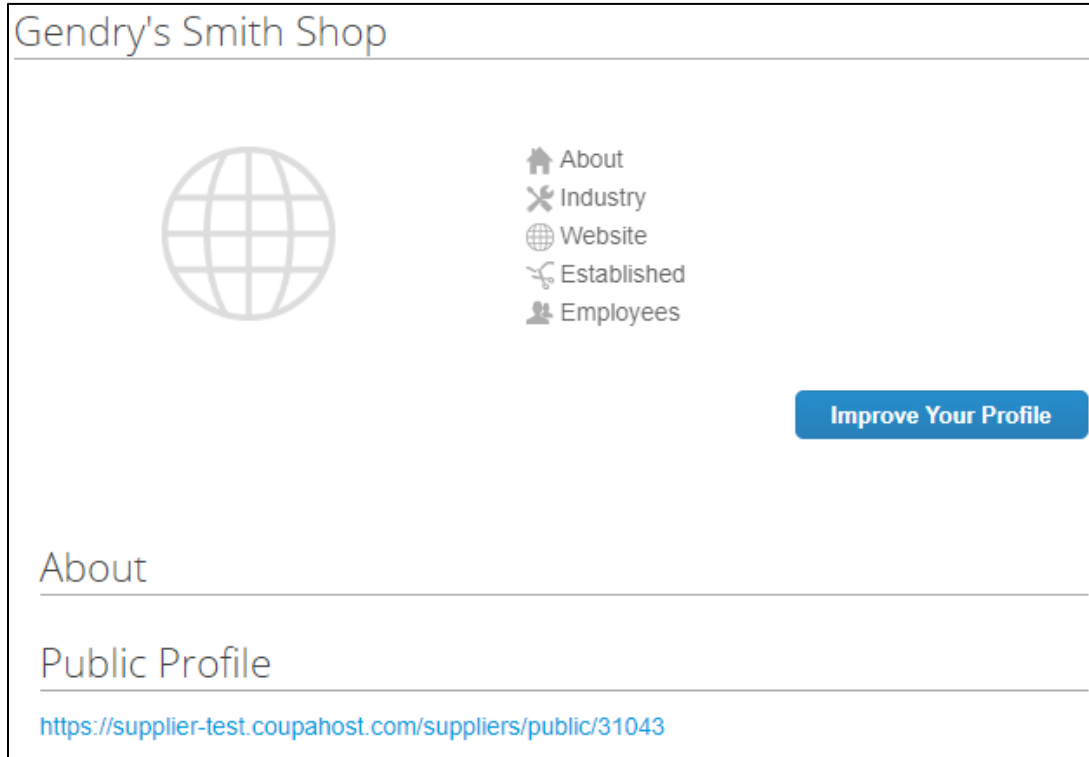 Gendry's Smith Shop
About
Industry
Website
Established
Employees
Improve Your Profile
About
Public Profile
https://supplier-test.coupahost.com/suppliers/public/31043